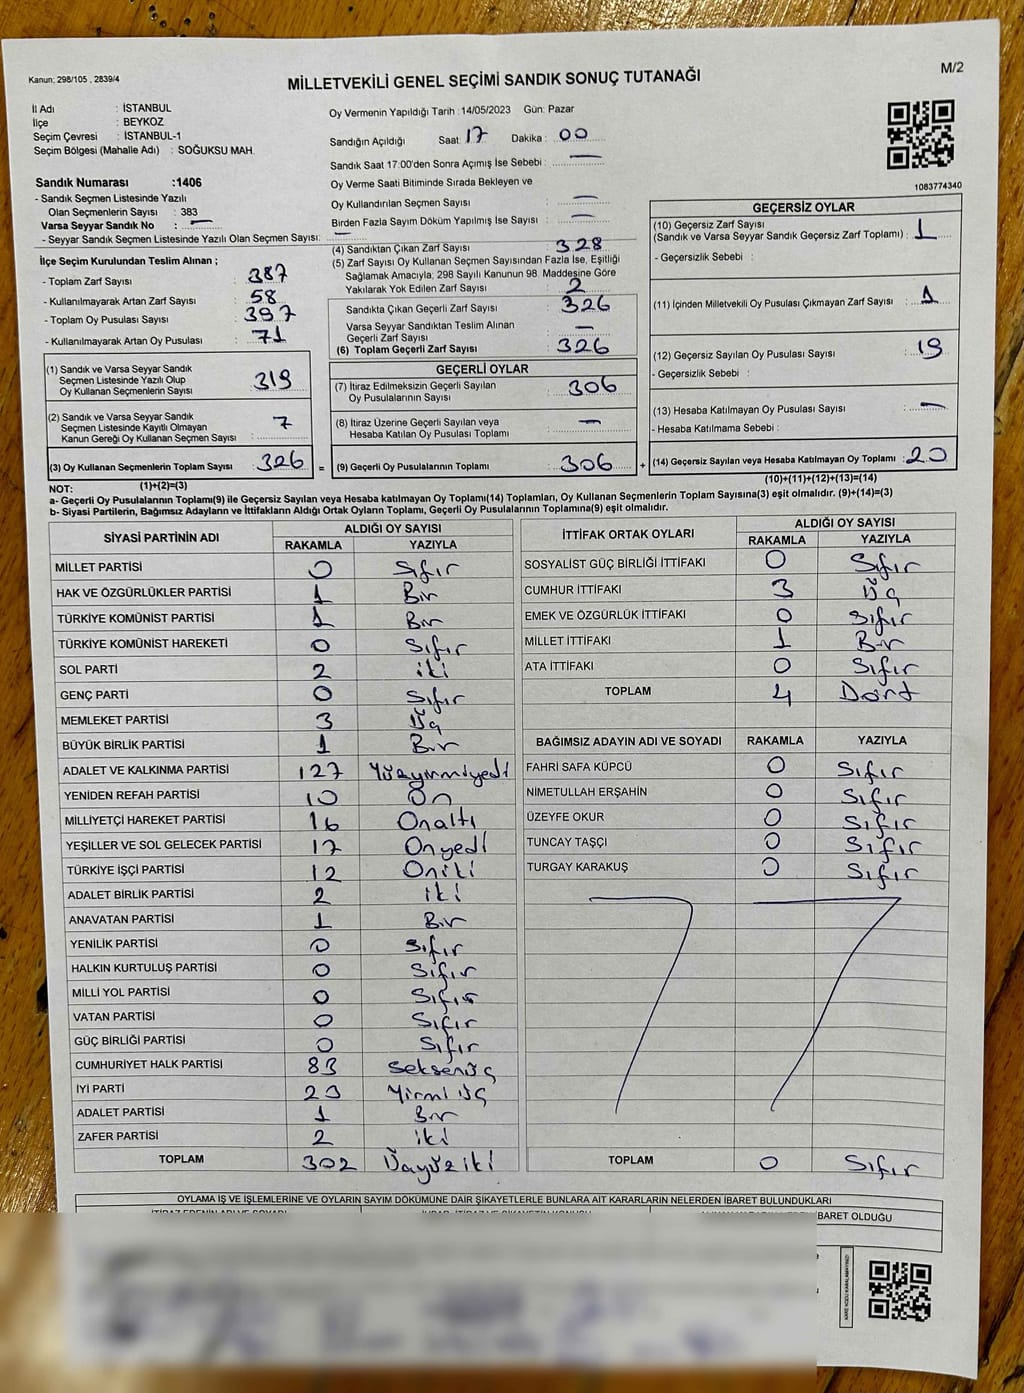 Kanun; 298/105 , 2839/4
M/2
MİLLETVEKİLİ GENEL SEÇİMİ SANDIK SONUÇ TUTANAĞI
İl Adı : İSTANBUL
İlçe : BEYKOZ
Seçim Çevresi : İSTANBUL-1
Seçim Bölgesi (Mahalle Adı) : SOĞUKSU MAH.
Oy Vermenin Yapıldığı Tarih : 14/05/2023 Gün: Pazar
Sandığın Açıldığı Saat : 17 Dakika : 00
Sandık Saat 17:00'den Sonra Açımış İse Sebebi : —
Oy Verme Saati Bitiminde Sırada Bekleyen ve
Oy Kullandırılan Seçmen Sayısı : —
Birden Fazla Sayım Döküm Yapılmış İse Sayısı : —
1083774340
Sandık Numarası :1406
- Sandık Seçmen Listesinde Yazılı
Olan Seçmenlerin Sayısı : 383
Varsa Seyyar Sandık No : —
- Seyyar Sandık Seçmen Listesinde Yazılı Olan Seçmen Sayısı: —
İlçe Seçim Kurulundan Teslim Alınan ;
- Toplam Zarf Sayısı : 387
- Kullanılmayarak Artan Zarf Sayısı : 58
- Toplam Oy Pusulası Sayısı : 397
- Kullanılmayarak Artan Oy Pusulası : 71
(4) Sandıktan Çıkan Zarf Sayısı : 328
(5) Zarf Sayısı Oy Kullanan Seçmen Sayısından Fazla İse, Eşitliği
Sağlamak Amacıyla; 298 Sayılı Kanunun 98. Maddesine Göre
Yakılarak Yok Edilen Zarf Sayısı : 2
Sandıkta Çıkan Geçerli Zarf Sayısı : 326
Varsa Seyyar Sandıktan Teslim Alınan
Geçerli Zarf Sayısı : —
(6) Toplam Geçerli Zarf Sayısı : 326
GEÇERSİZ OYLAR
(10) Geçersiz Zarf Sayısı
(Sandık ve Varsa Seyyar Sandık Geçersiz Zarf Toplamı) : 1
- Geçersizlik Sebebi :
(11) İçinden Milletvekili Oy Pusulası Çıkmayan Zarf Sayısı : 1
(12) Geçersiz Sayılan Oy Pusulası Sayısı : 19
- Geçersizlik Sebebi :
(13) Hesaba Katılmayan Oy Pusulası Sayısı : —
- Hesaba Katılmama Sebebi :
(14) Geçersiz Sayılan veya Hesaba Katılmayan Oy Toplamı : 20
(10)+(11)+(12)+(13)=(14)
(1) Sandık ve Varsa Seyyar Sandık
Seçmen Listesinde Yazılı Olup
Oy Kullanan Seçmenlerin Sayısı : 319
(2) Sandık ve Varsa Seyyar Sandık
Seçmen Listesinde Kayıtlı Olmayan
Kanun Gereği Oy Kullanan Seçmen Sayısı : 7
(3) Oy Kullanan Seçmenlerin Toplam Sayısı : 326 =
(1)+(2)=(3)
GEÇERLİ OYLAR
(7) İtiraz Edilmeksizin Geçerli Sayılan
Oy Pusulalarının Sayısı : 306
(8) İtiraz Üzerine Geçerli Sayılan veya
Hesaba Katılan Oy Pusulası Toplamı : —
(9) Geçerli Oy Pusulalarının Toplamı : 306 +
NOT:
a- Geçerli Oy Pusulalarının Toplamı(9) ile Geçersiz Sayılan veya Hesaba katılmayan Oy Toplamı(14) Toplamları, Oy Kullanan Seçmenlerin Toplam Sayısına(3) eşit olmalıdır. (9)+(14)=(3)
b- Siyasi Partilerin, Bağımsız Adayların ve İttifakların Aldığı Ortak Oyların Toplamı, Geçerli Oy Pusulalarının Toplamına(9) eşit olmalıdır.
SİYASİ PARTİNİN ADI ALDIĞI OY SAYISI
RAKAMLA YAZIYLA
MİLLET PARTİSİ 0 Sıfır
HAK VE ÖZGÜRLÜKLER PARTİSİ 1 Bir
TÜRKİYE KOMÜNİST PARTİSİ 1 Bir
TÜRKİYE KOMÜNİST HAREKETİ 0 Sıfır
SOL PARTİ 2 iki
GENÇ PARTİ 0 Sıfır
MEMLEKET PARTİSİ 3 Üç
BÜYÜK BİRLİK PARTİSİ 1 Bir
ADALET VE KALKINMA PARTİSİ 127 Yüzyirmiyedi
YENİDEN REFAH PARTİSİ 10 On
MİLLİYETÇİ HAREKET PARTİSİ 16 Onaltı
YEŞİLLER VE SOL GELECEK PARTİSİ 17 Onyedi
TÜRKİYE İŞÇİ PARTİSİ 12 Oniki
ADALET BİRLİK PARTİSİ 2 iki
ANAVATAN PARTİSİ 1 Bir
YENİLİK PARTİSİ 0 Sıfır
HALKIN KURTULUŞ PARTİSİ 0 Sıfır
MİLLİ YOL PARTİSİ 0 Sıfır
VATAN PARTİSİ 0 Sıfır
GÜÇ BİRLİĞİ PARTİSİ 0 Sıfır
CUMHURİYET HALK PARTİSİ 83 Seksenüç
İYİ PARTİ 23 Yirmi üç
ADALET PARTİSİ 1 Bir
ZAFER PARTİSİ 2 iki
TOPLAM 302 Üçyüz iki
İTTİFAK ORTAK OYLARI ALDIĞI OY SAYISI
RAKAMLA YAZIYLA
SOSYALİST GÜÇ BİRLİĞİ İTTİFAKI 0 Sıfır
CUMHUR İTTİFAKI 3 Üç
EMEK VE ÖZGÜRLÜK İTTİFAKI 0 Sıfır
MİLLET İTTİFAKI 1 Bir
ATA İTTİFAKI 0 Sıfır
TOPLAM 4 Dört
BAĞIMSIZ ADAYIN ADI VE SOYADI RAKAMLA YAZIYLA
FAHRİ SAFA KÜPCÜ 0 Sıfır
NİMETULLAH ERŞAHİN 0 Sıfır
ÜZEYFE OKUR 0 Sıfır
TUNCAY TAŞÇI 0 Sıfır
TURGAY KARAKUŞ 0 Sıfır
TOPLAM 0 Sıfır
OYLAMA İŞ VE İŞLEMLERİNE VE OYLARIN SAYIM DÖKÜMÜNE DAİR ŞİKAYETLERLE BUNLARA AİT KARARLARIN NELERDEN İBARET BULUNDUKLARI
İBARET OLDUĞU